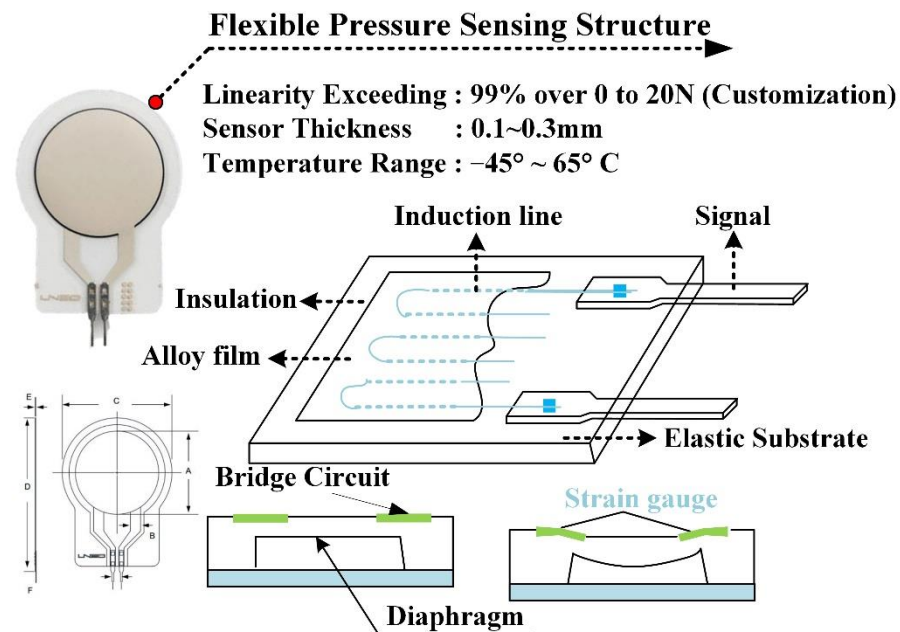 Flexible Pressure Sensing Structure
Linearity Exceeding : 99% over 0 to 20N (Customization)
Sensor Thickness : 0.1~0.3mm
Temperature Range : −45° ~ 65° C
Induction line
Signal
Insulation
Alloy film
Elastic Substrate
Bridge Circuit
Strain gauge
Diaphragm
E
C
D
A
B
F